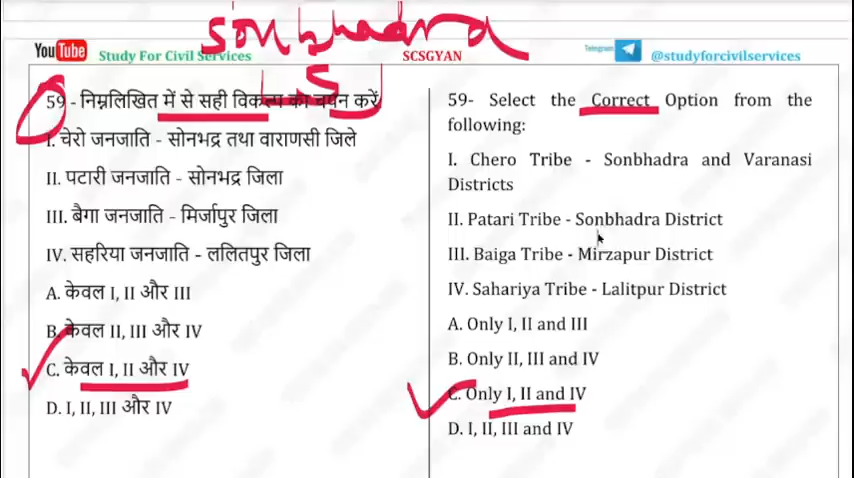 sonbhadra
S
You Tube Study For Civil Services SCSGYAN Telegram @studyforcivilservices
59 - निम्नलिखित में से सही विकल्प का चयन करें
I. चेरो जनजाति - सोनभद्र तथा वाराणसी जिले
II. पटारी जनजाति - सोनभद्र जिला
III. बैगा जनजाति - मिर्जापुर जिला
IV. सहरिया जनजाति - ललितपुर जिला
A. केवल I, II और III
B. केवल II, III और IV
C. केवल I, II और IV
D. I, II, III और IV
59- Select the Correct Option from the
following:
I. Chero Tribe - Sonbhadra and Varanasi
Districts
II. Patari Tribe - Sonbhadra District
III. Baiga Tribe - Mirzapur District
IV. Sahariya Tribe - Lalitpur District
A. Only I, II and III
B. Only II, III and IV
C. Only I, II and IV
D. I, II, III and IV